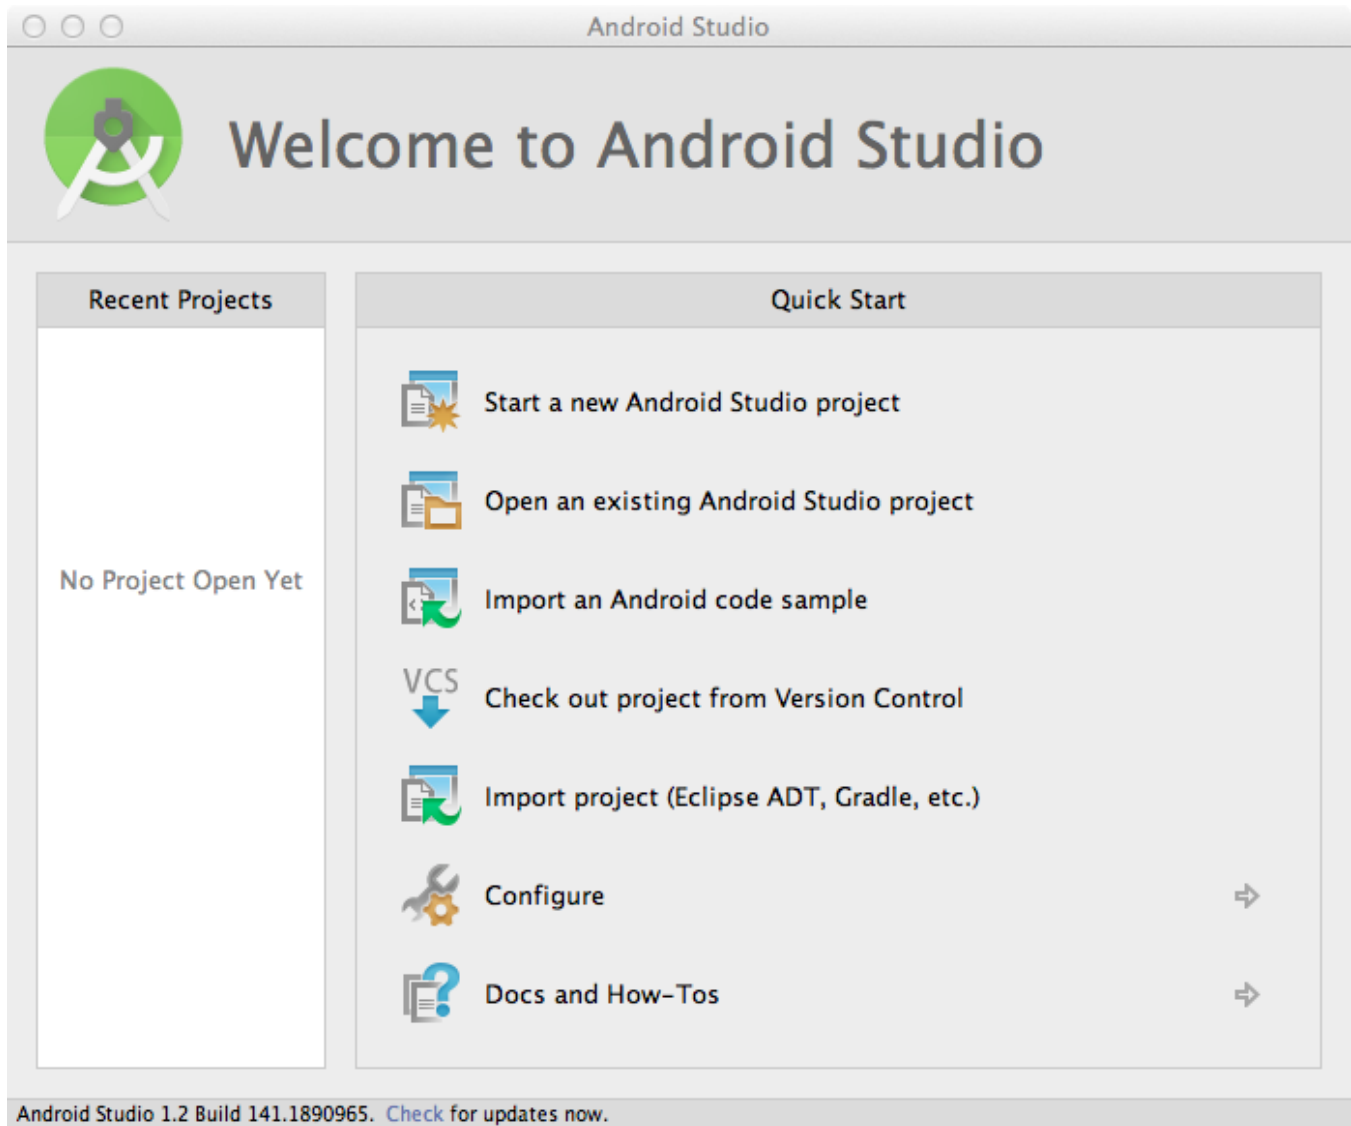 Android Studio
Welcome to Android Studio
Recent Projects
No Project Open Yet
Quick Start
Start a new Android Studio project
Open an existing Android Studio project
Import an Android code sample
VCS
Check out project from Version Control
Import project (Eclipse ADT, Gradle, etc.)
Configure
Docs and How-Tos
Android Studio 1.2 Build 141.1890965. Check for updates now.